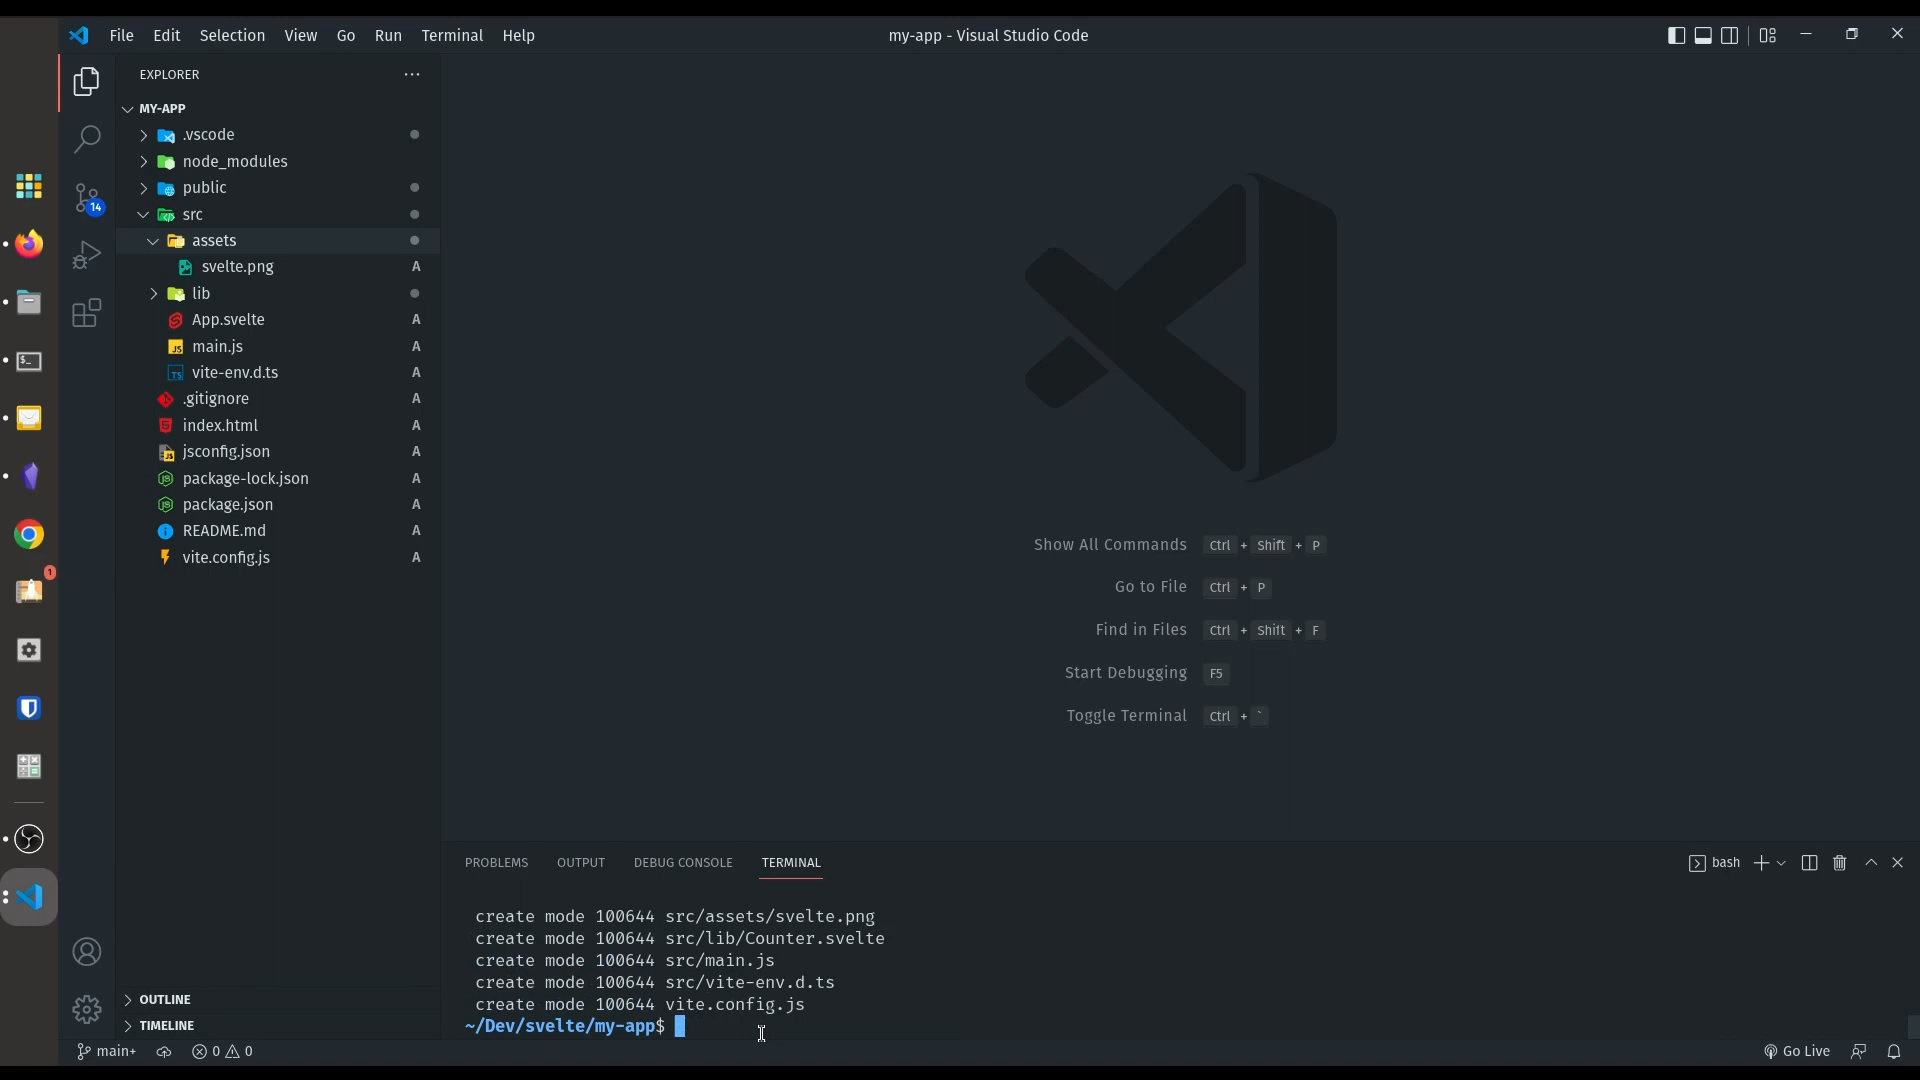 File Edit Selection View Go Run Terminal Help
my-app - Visual Studio Code
EXPLORER
MY-APP
.vscode
node_modules
public
src
assets
svelte.png A
lib
App.svelte A
main.js A
vite-env.d.ts A
.gitignore A
index.html A
jsconfig.json A
package-lock.json A
package.json A
README.md A
vite.config.js A
OUTLINE
TIMELINE
14
1
Show All Commands Ctrl + Shift + P
Go to File Ctrl + P
Find in Files Ctrl + Shift + F
Start Debugging F5
Toggle Terminal Ctrl + `
PROBLEMS OUTPUT DEBUG CONSOLE TERMINAL
bash
create mode 100644 src/assets/svelte.png
create mode 100644 src/lib/Counter.svelte
create mode 100644 src/main.js
create mode 100644 src/vite-env.d.ts
create mode 100644 vite.config.js
~/Dev/svelte/my-app$
main+ 0 0
Go Live